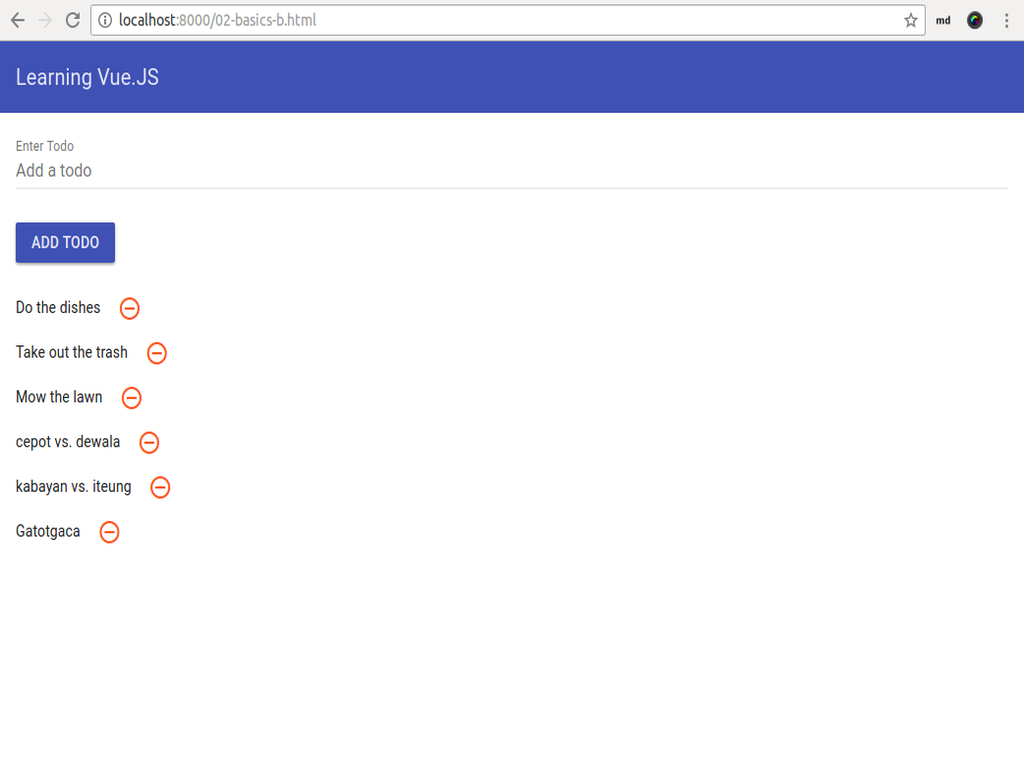 localhost:8000/02-basics-b.html md
Learning Vue.JS
Enter Todo
Add a todo
ADD TODO
Do the dishes
Take out the trash
Mow the lawn
cepot vs. dewala
kabayan vs. iteung
Gatotgaca